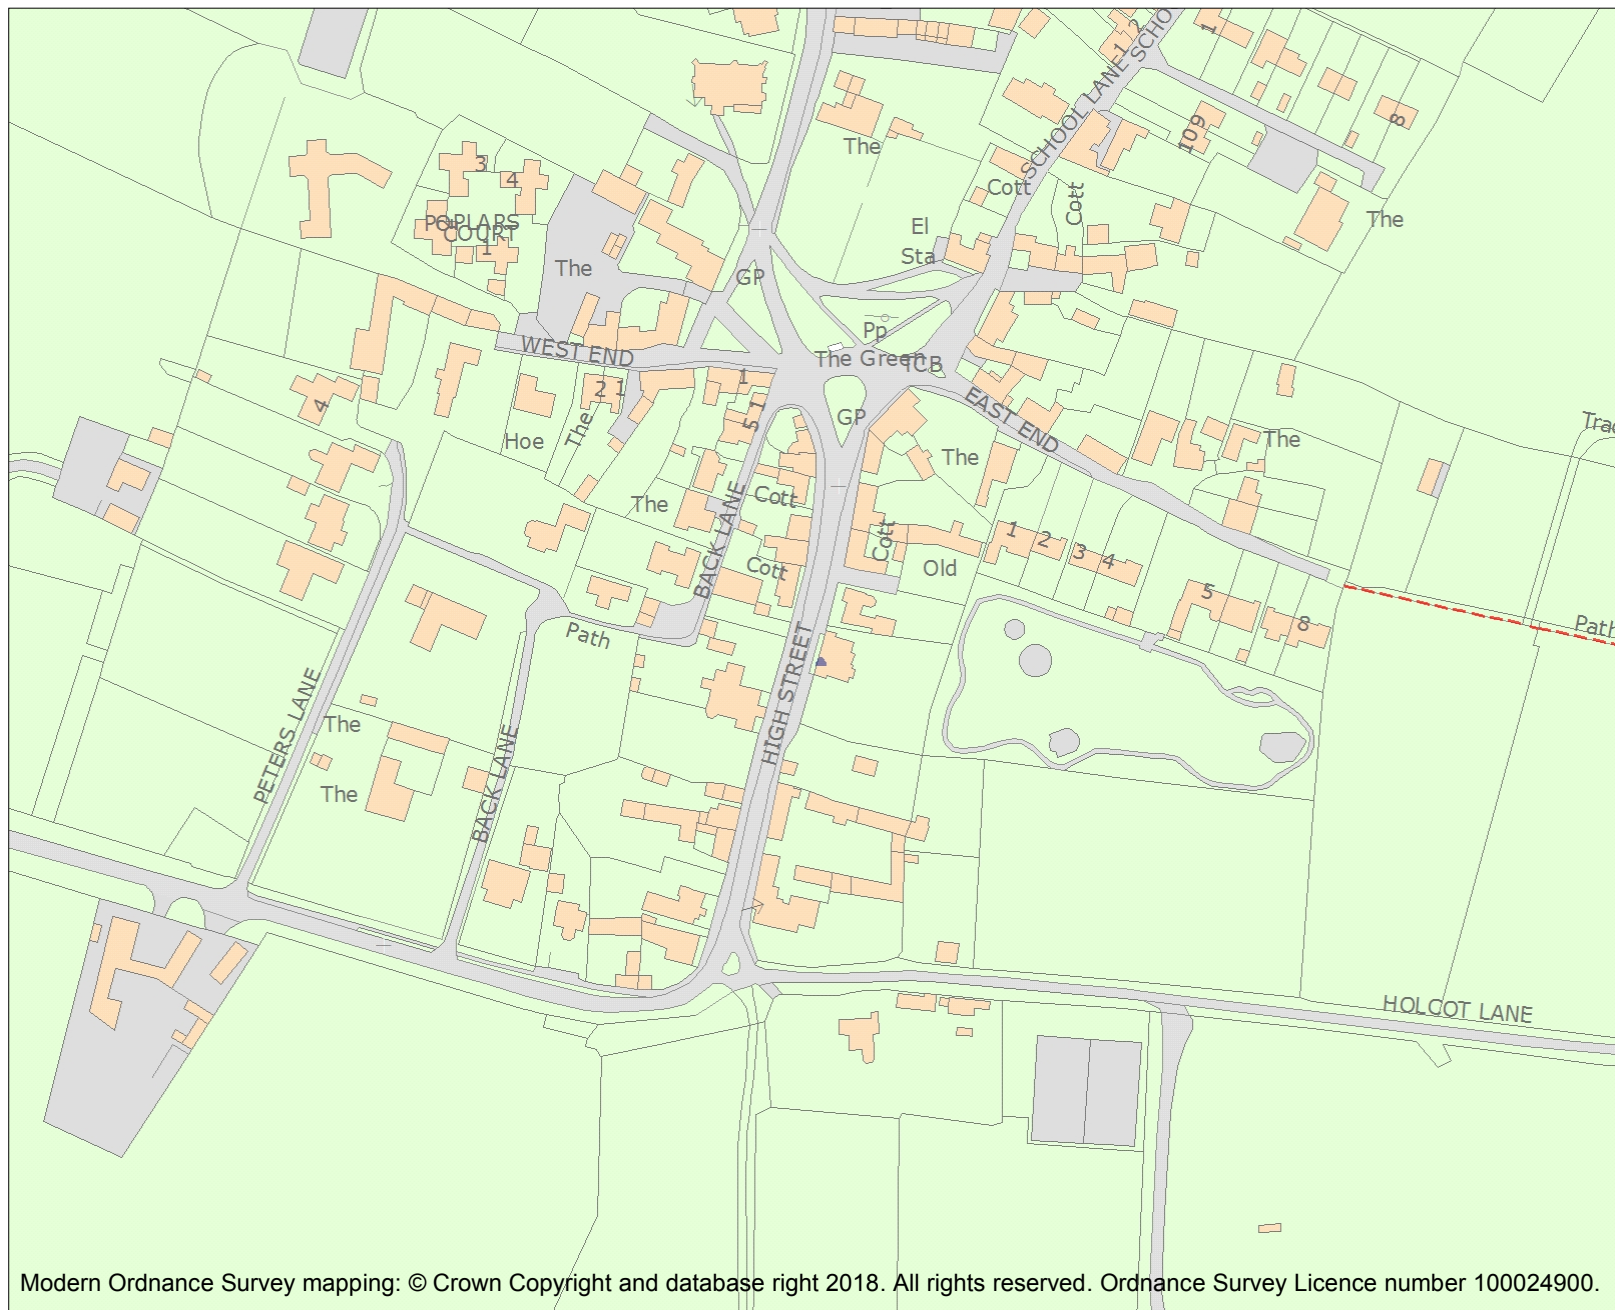 2
1
SCHO
1
SCHOOL LANE
8
The
109
3
4
Cott
Cott
POPLARS
COURT
1
El
Sta
The
The
GP
Pp
WEST END
The Green
TCB
1
2 1
4
The
5 1
GP
EAST END
Hoe
The
The
Trac
The
Cott
BACK LANE
Cott
1
2
3
4
Cott
Old
5
8
Path
Path
HIGH STREET
PETERS LANE
The
The
BACK LANE
HOLCOT LANE
Modern Ordnance Survey mapping: © Crown Copyright and database right 2018. All rights reserved. Ordnance Survey Licence number 100024900.